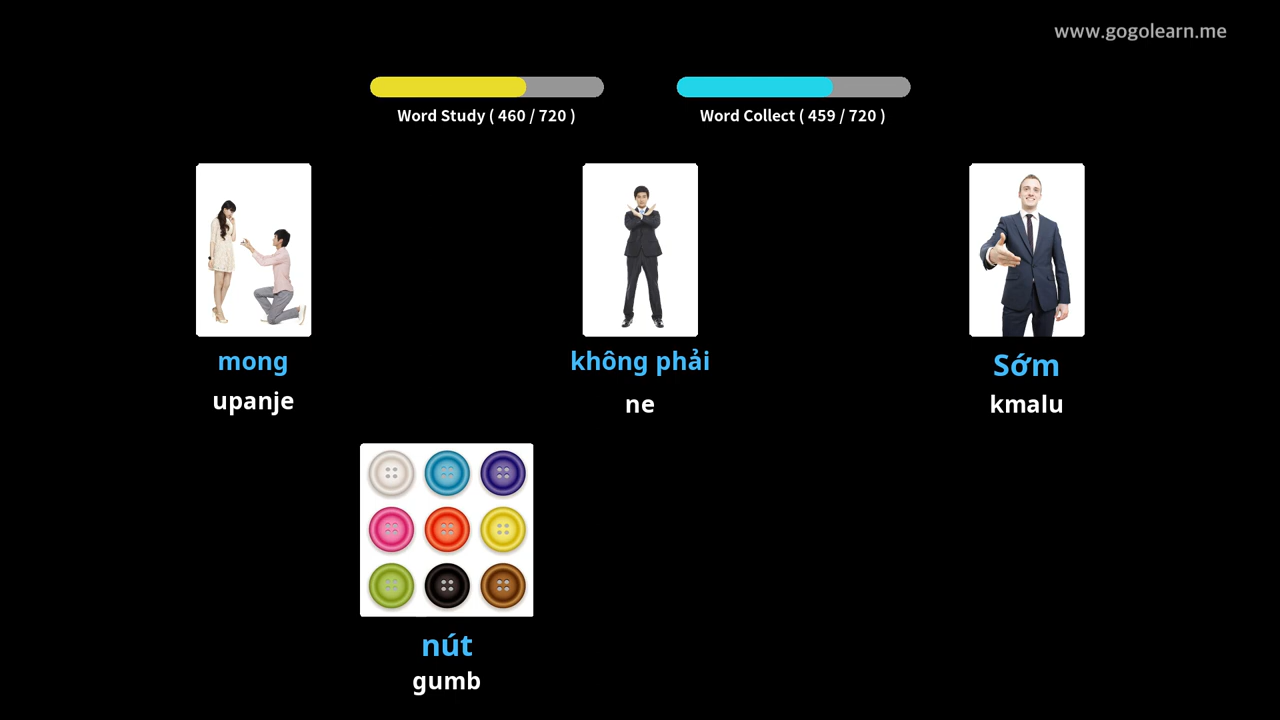 www.gogolearn.me
Word Study ( 460 / 720 )
Word Collect ( 459 / 720 )
mong
upanje
không phải
ne
Sớm
kmalu
nút
gumb